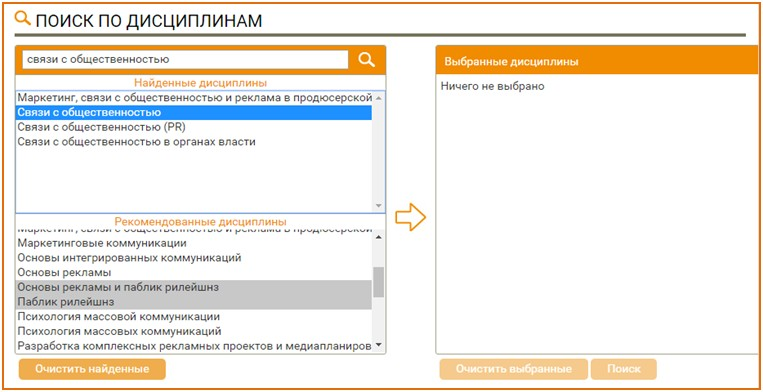 ПОИСК ПО ДИСЦИПЛИНАМ
связи с общественностью
Найденные дисциплины
Маркетинг, связи с общественностью и реклама в продюсерской
Связи с общественностью
Связи с общественностью (PR)
Связи с общественностью в органах власти
Рекомендованные дисциплины
Маркетинг, связи с общественностью и реклама в продюсерской
Маркетинговые коммуникации
Основы интегрированных коммуникаций
Основы рекламы
Основы рекламы и паблик рилейшнз
Паблик рилейшнз
Психология массовой коммуникации
Психология массовых коммуникаций
Разработка комплексных рекламных проектов и медиапланиров
Очистить найденные
Выбранные дисциплины
Ничего не выбрано
Очистить выбранные
Поиск